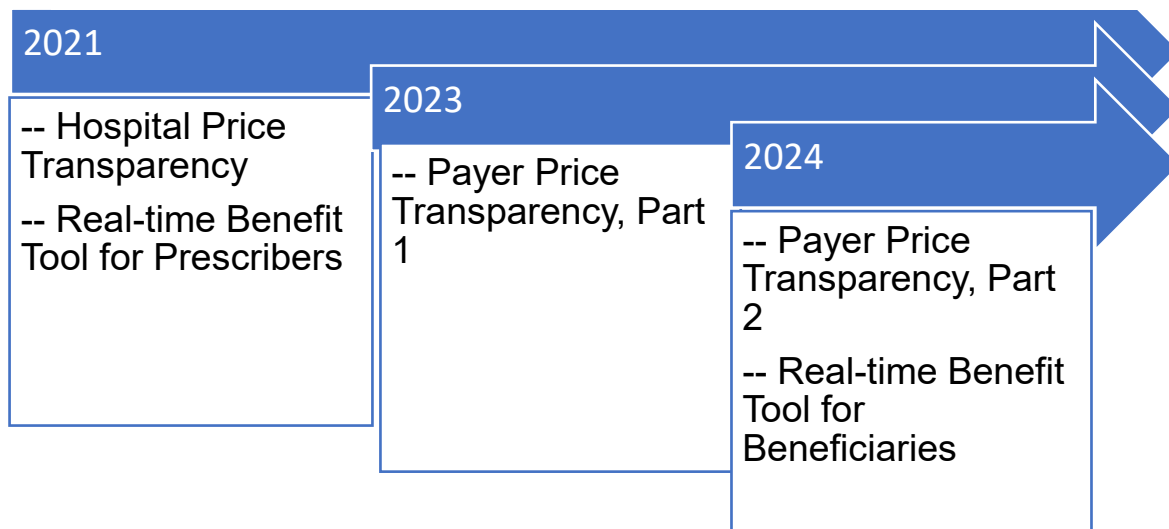 2021
-- Hospital Price
Transparency
-- Real-time Benefit
Tool for Prescribers
2023
-- Payer Price
Transparency, Part
1
2024
-- Payer Price
Transparency, Part
2
-- Real-time Benefit
Tool for
Beneficiaries